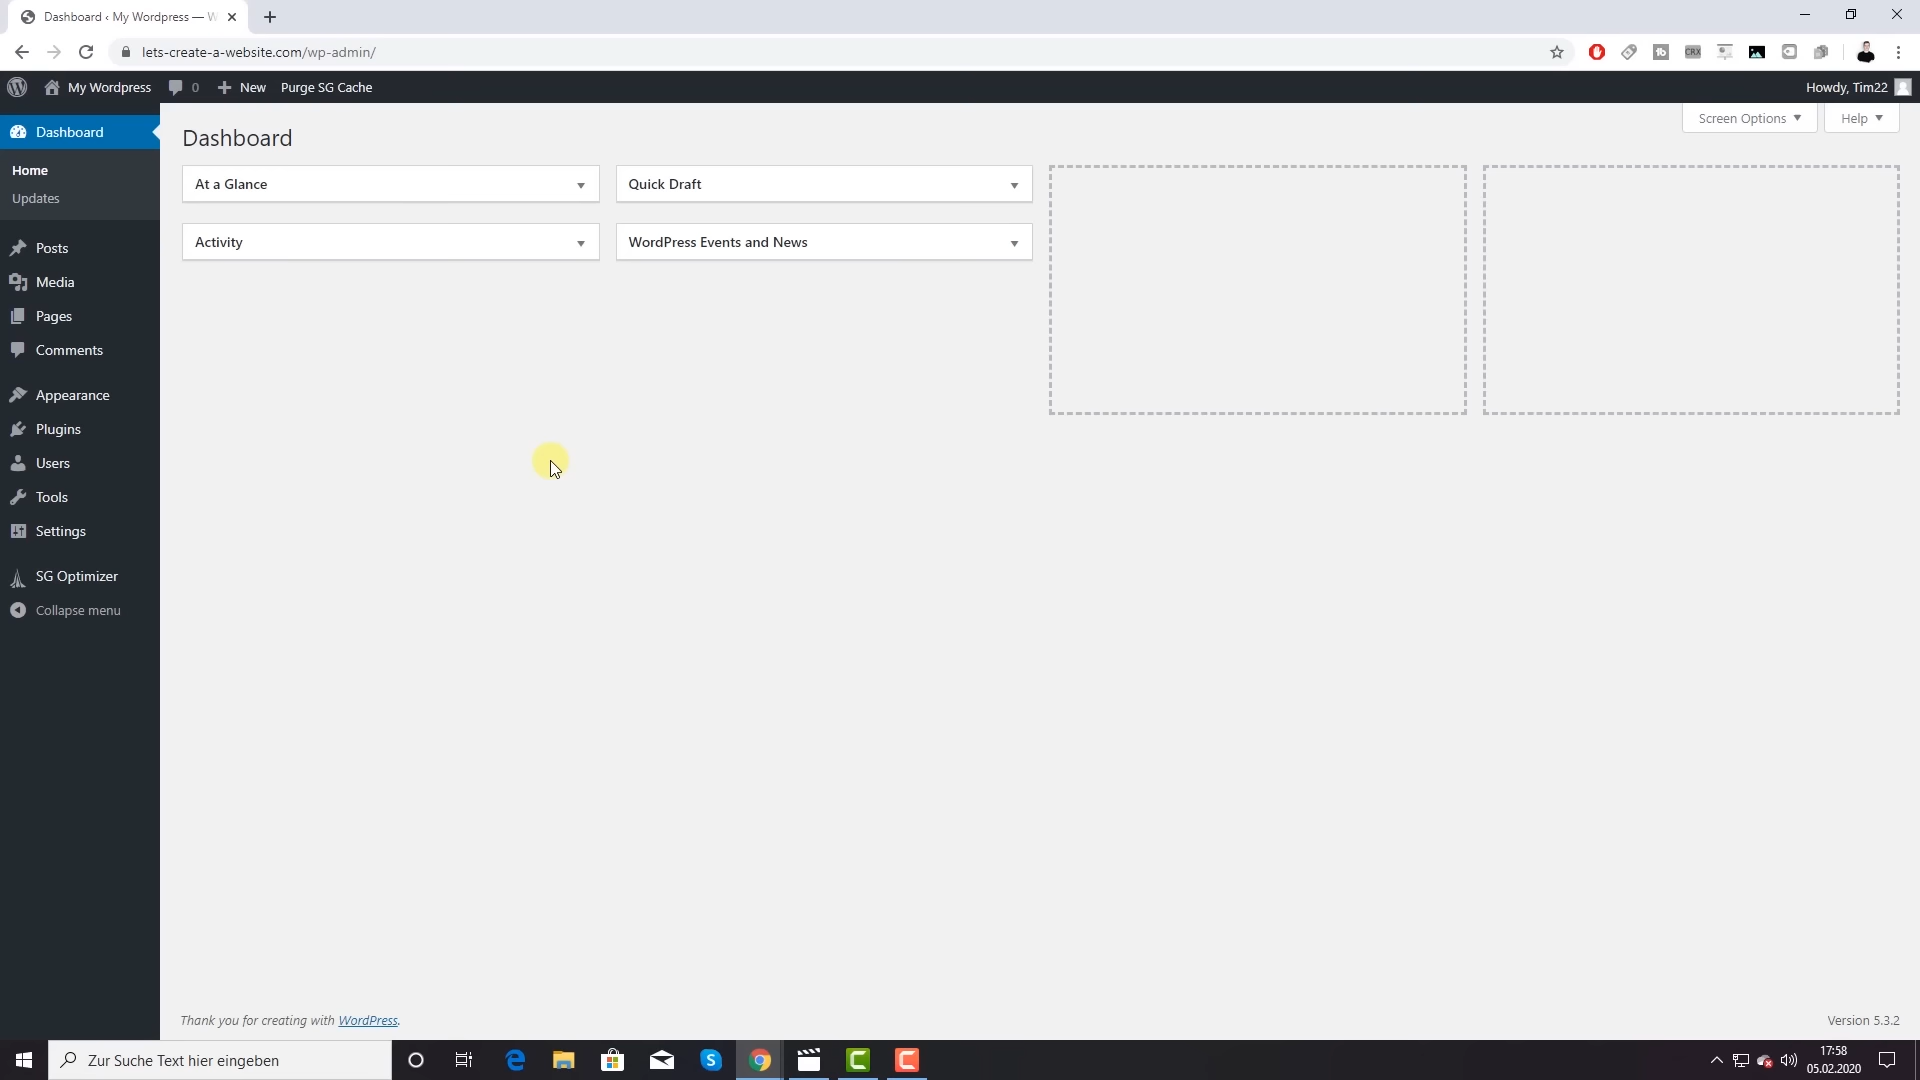 Dashboard ‹ My Wordpress — W
lets-create-a-website.com/wp-admin/
CRX
My Wordpress 0 New Purge SG Cache
Howdy, Tim22
Screen Options
Help
Dashboard
Home
Updates
Posts
Media
Pages
Comments
Appearance
Plugins
Users
Tools
Settings
SG Optimizer
Collapse menu
Dashboard
At a Glance
Quick Draft
Activity
WordPress Events and News
Thank you for creating with WordPress.
Version 5.3.2
Zur Suche Text hier eingeben
17:58
05.02.2020